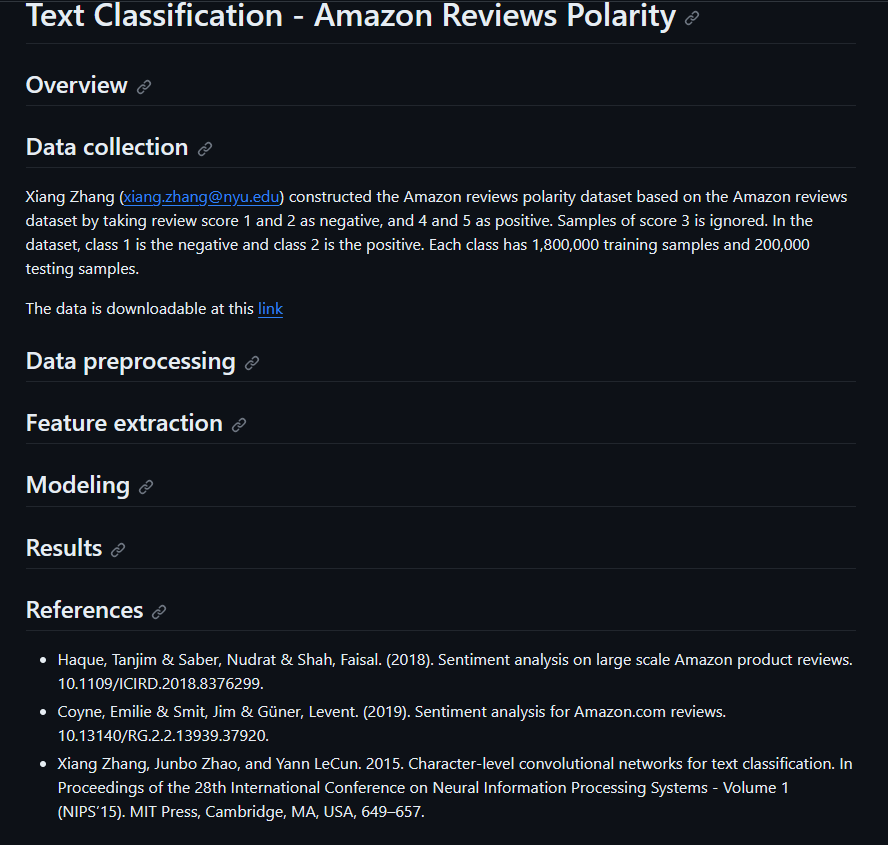 Text Classification - Amazon Reviews Polarity
Overview
Data collection
Xiang Zhang (xiang.zhang@nyu.edu) constructed the Amazon reviews polarity dataset based on the Amazon reviews
dataset by taking review score 1 and 2 as negative, and 4 and 5 as positive. Samples of score 3 is ignored. In the
dataset, class 1 is the negative and class 2 is the positive. Each class has 1,800,000 training samples and 200,000
testing samples.
The data is downloadable at this link
Data preprocessing
Feature extraction
Modeling
Results
References
• Haque, Tanjim & Saber, Nudrat & Shah, Faisal. (2018). Sentiment analysis on large scale Amazon product reviews.
10.1109/ICIRD.2018.8376299.
• Coyne, Emilie & Smit, Jim & Güner, Levent. (2019). Sentiment analysis for Amazon.com reviews.
10.13140/RG.2.2.13939.37920.
• Xiang Zhang, Junbo Zhao, and Yann LeCun. 2015. Character-level convolutional networks for text classification. In
Proceedings of the 28th International Conference on Neural Information Processing Systems - Volume 1
(NIPS’15). MIT Press, Cambridge, MA, USA, 649–657.